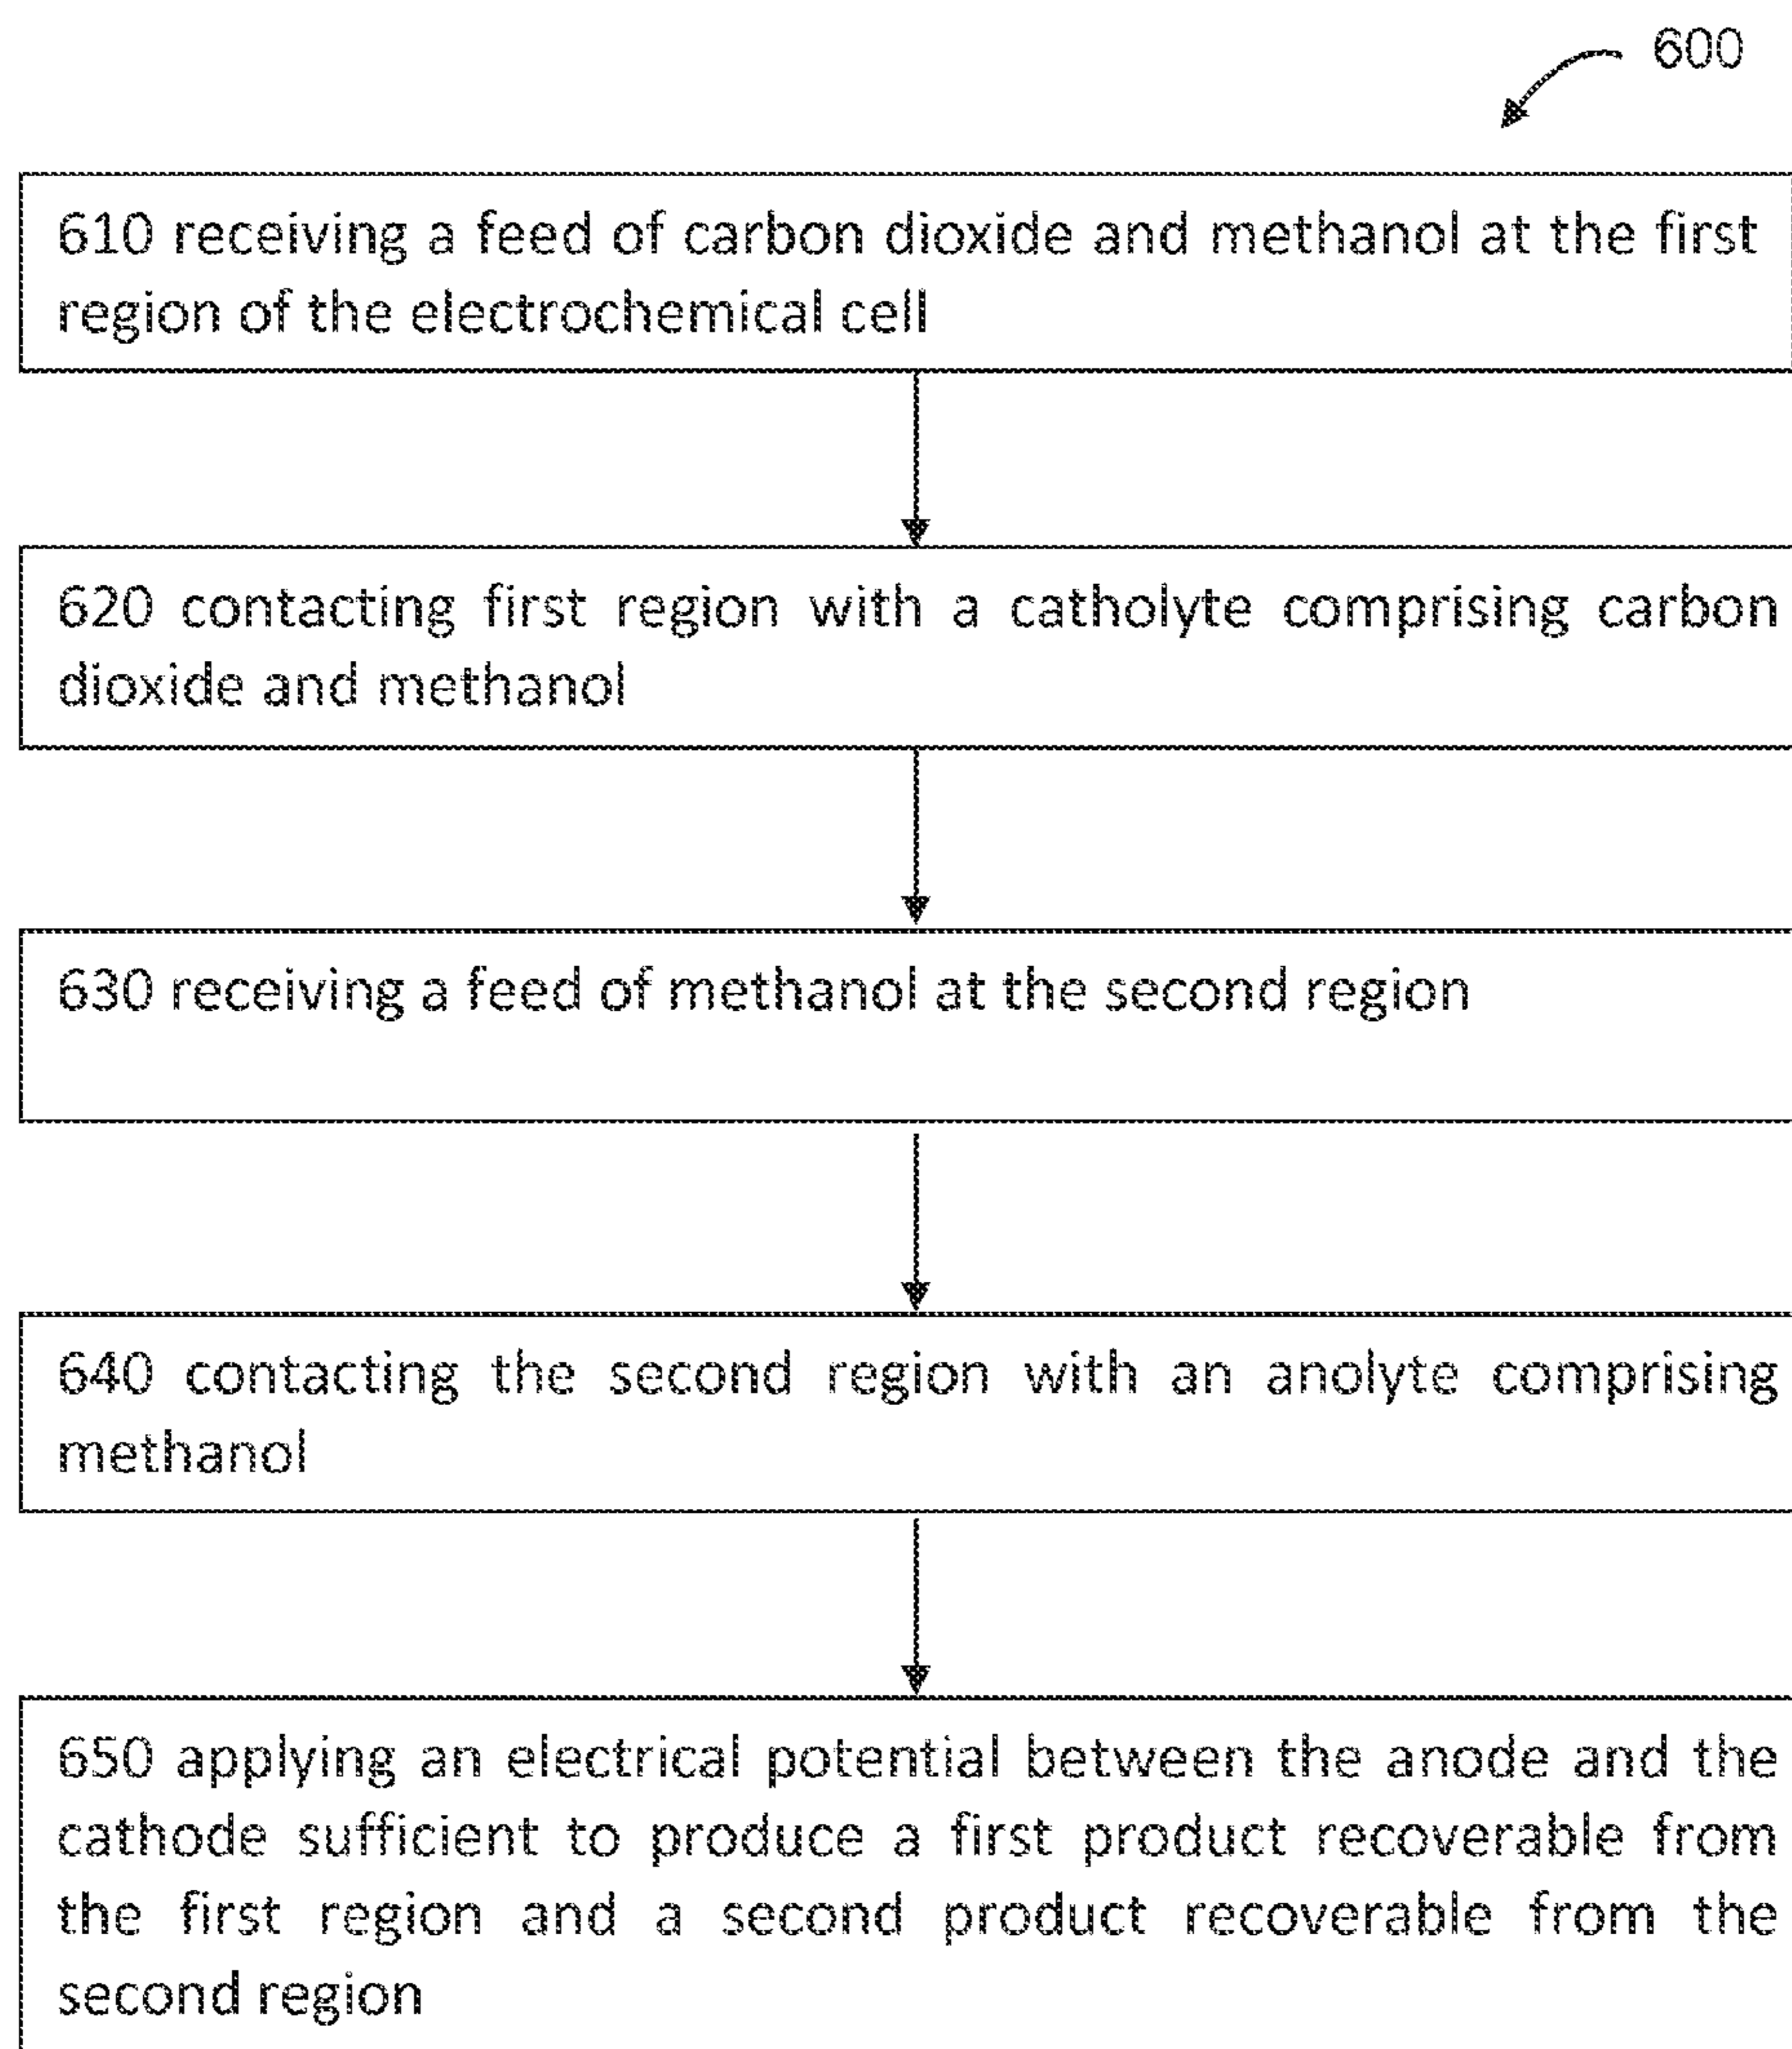 600
610 receiving a feed of carbon dioxide and methanol at the first
region of the electrochemical cell
620 contacting first region with a catholyte comprising carbon
dioxide and methanol
630 receiving a feed of methanol at the second region
640 contacting the second region with an anolyte comprising
methanol
650 applying an electrical potential between the anode and the
cathode sufficient to produce a first product recoverable from
the first region and a second product recoverable from the
second region